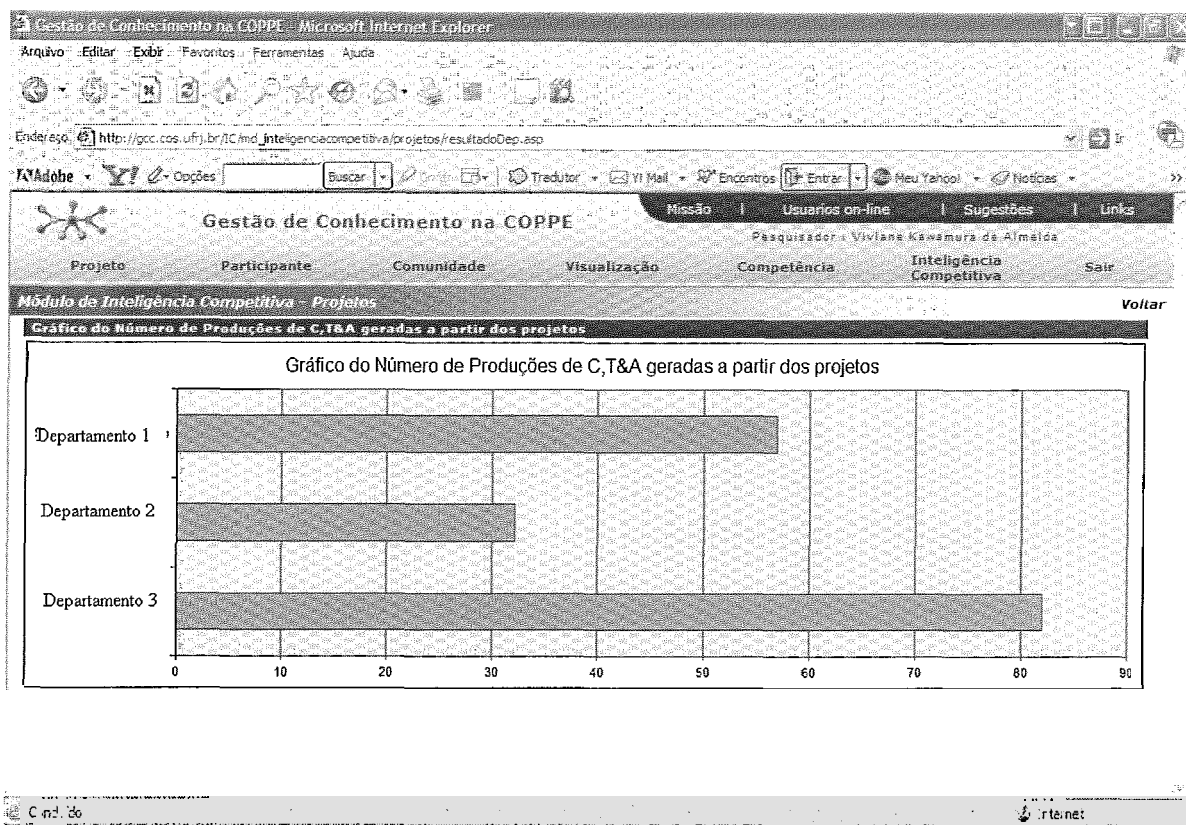 Gestão de Conhecimento na COPPE - Microsoft Internet Explorer
Arquivo Editar Exibir Favoritos Ferramentas Ajuda
Endereço http://gcc.cos.ufrj.br/IC/md_inteligenciacompetitiva/projetos/resultadoDep.asp Ir
Adobe Y! Opções Buscar Tradutor Y! Mail Encontros Entrar Meu Yahoo! Notícias
Missão | Usuarios on-line | Sugestões | Links
Gestão de Conhecimento na COPPE
Pesquisador : Viviane Kawamura de Almeida
Projeto Participante Comunidade Visualização Competência Inteligência Competitiva Sair
Módulo de Inteligência Competitiva - Projetos Voltar
Gráfico do Número de Produções de C,T&A geradas a partir dos projetos
Gráfico do Número de Produções de C,T&A geradas a partir dos projetos
Departamento 1
Departamento 2
Departamento 3
0 10 20 30 40 50 60 70 80 90